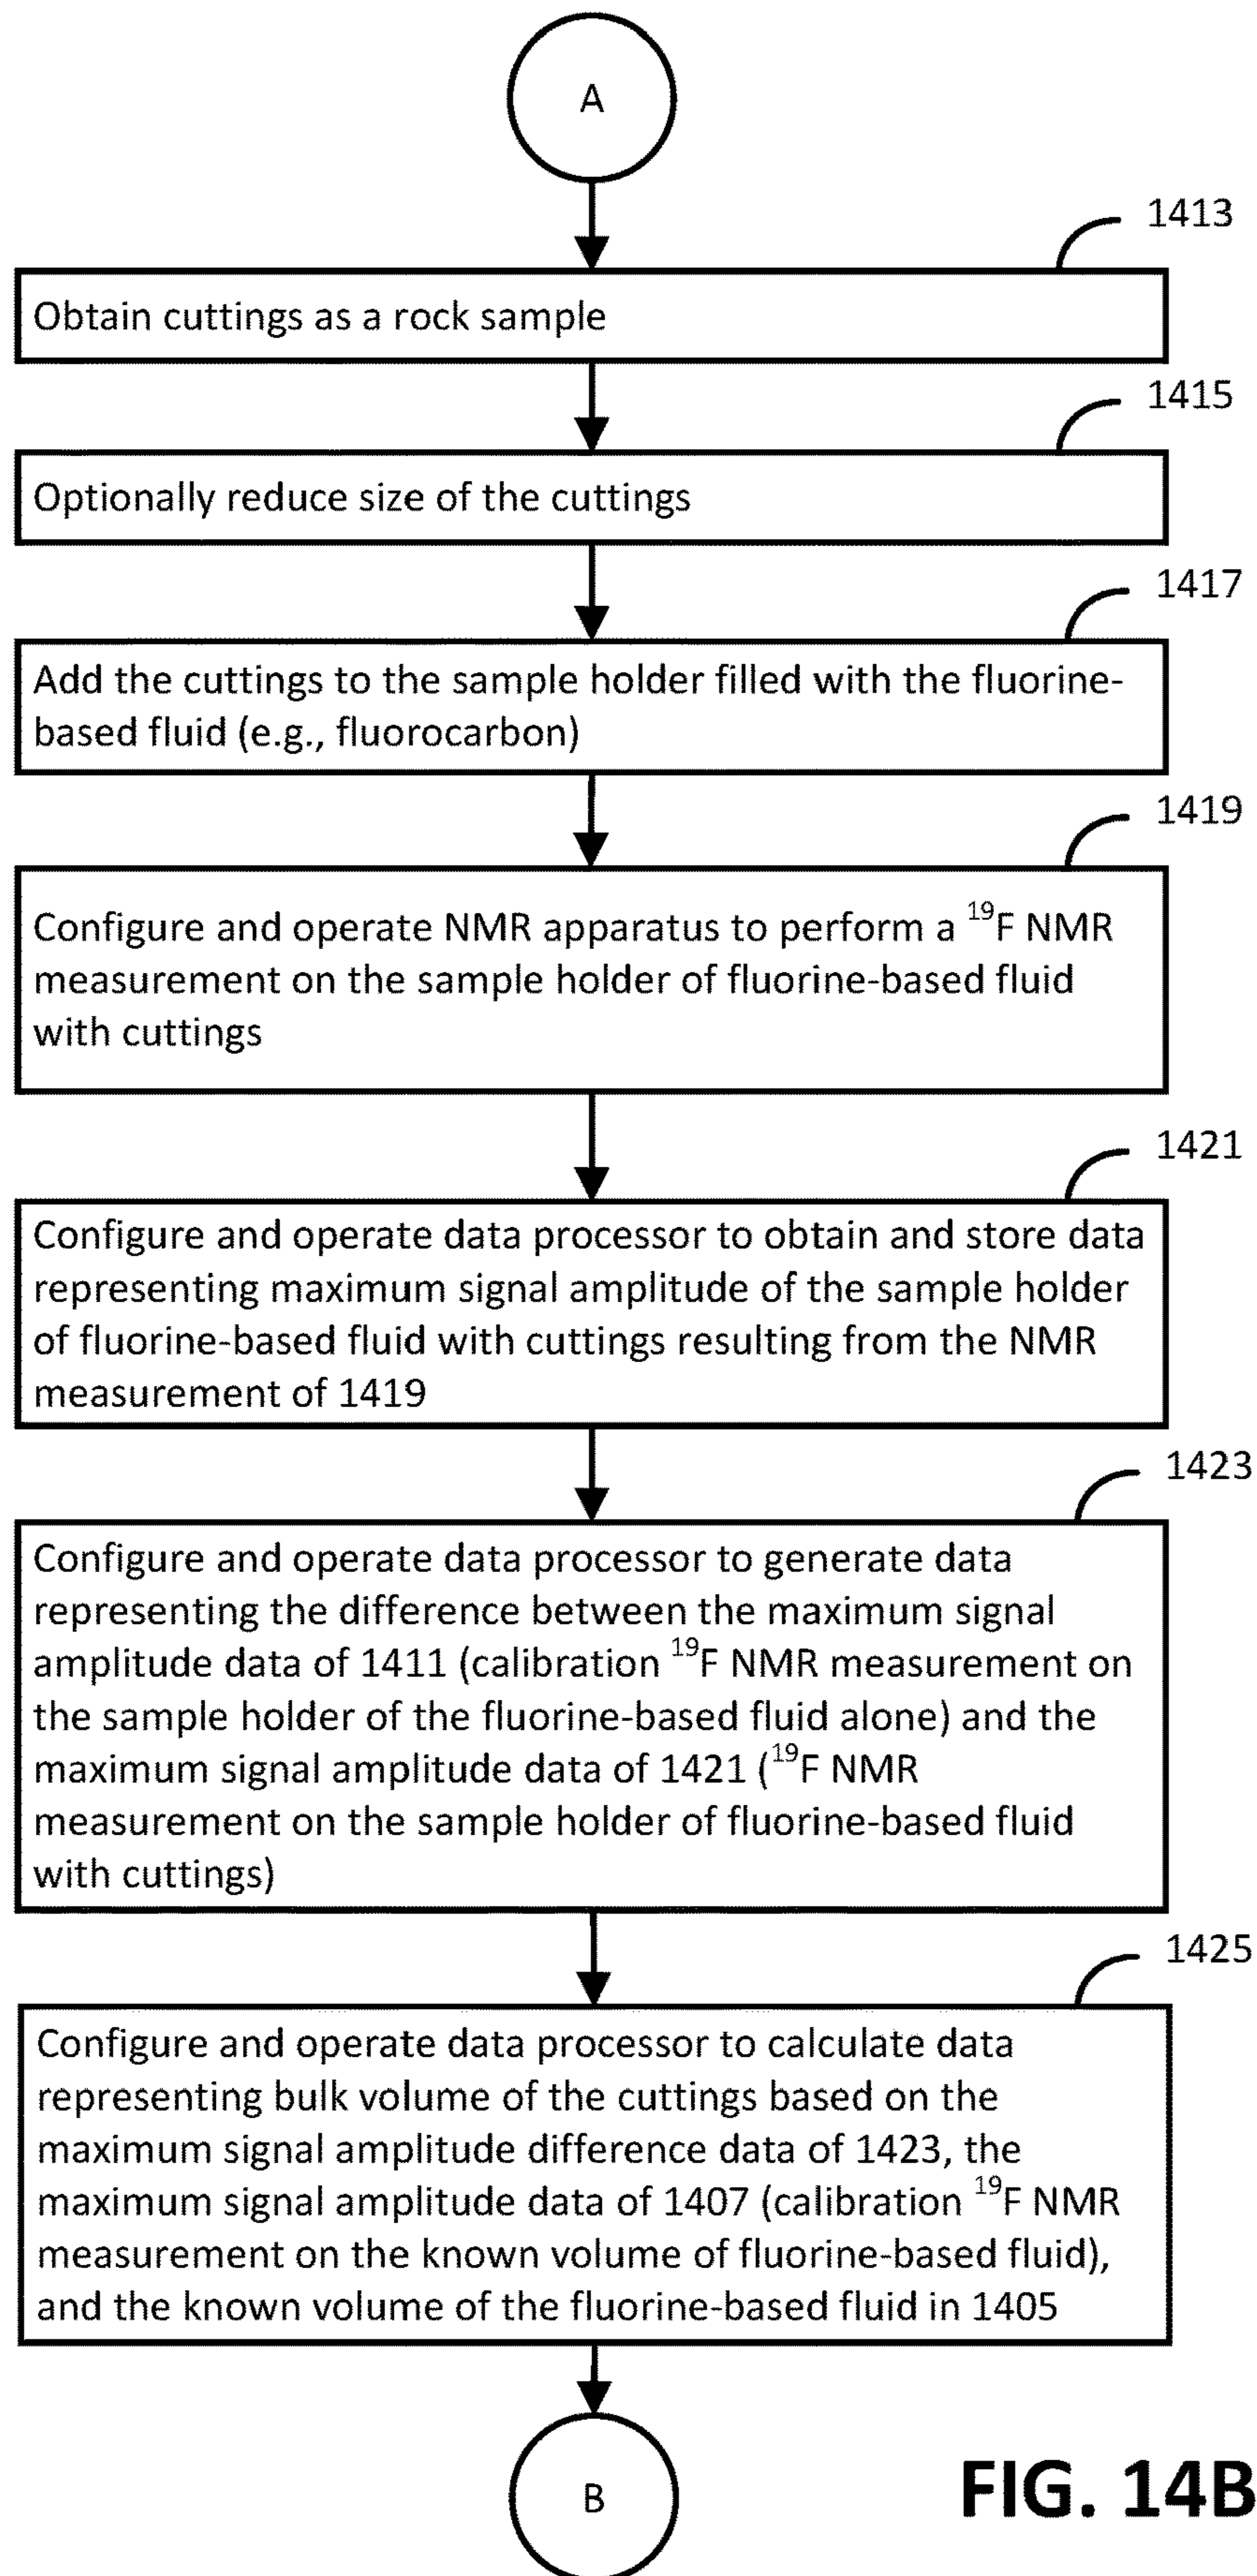 A
1413
Obtain cuttings as a rock sample
1415
Optionally reduce size of the cuttings
1417
Add the cuttings to the sample holder filled with the fluorine-
based fluid (e.g., fluorocarbon)
1419
Configure and operate NMR apparatus to perform a ¹⁹F NMR
measurement on the sample holder of fluorine-based fluid
with cuttings
1421
Configure and operate data processor to obtain and store data
representing maximum signal amplitude of the sample holder
of fluorine-based fluid with cuttings resulting from the NMR
measurement of 1419
1423
Configure and operate data processor to generate data
representing the difference between the maximum signal
amplitude data of 1411 (calibration ¹⁹F NMR measurement on
the sample holder of the fluorine-based fluid alone) and the
maximum signal amplitude data of 1421 (¹⁹F NMR
measurement on the sample holder of fluorine-based fluid
with cuttings)
1425
Configure and operate data processor to calculate data
representing bulk volume of the cuttings based on the
maximum signal amplitude difference data of 1423, the
maximum signal amplitude data of 1407 (calibration ¹⁹F NMR
measurement on the known volume of fluorine-based fluid),
and the known volume of the fluorine-based fluid in 1405
B
FIG. 14B